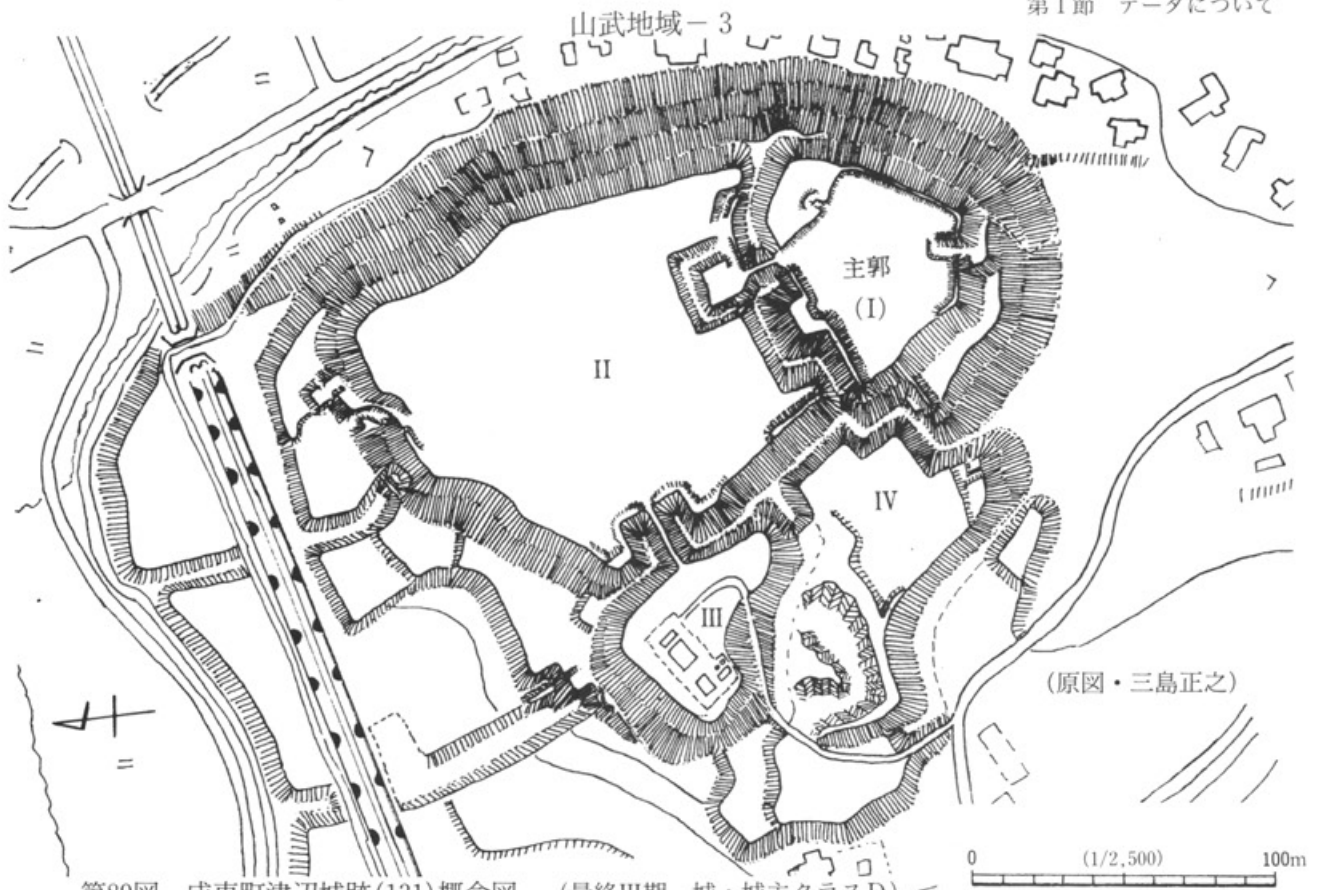 第1節 データについて
山武地域－3
主郭
(I)
II
IV
III
(原図・三島正之)
0 (1/2,500) 100m